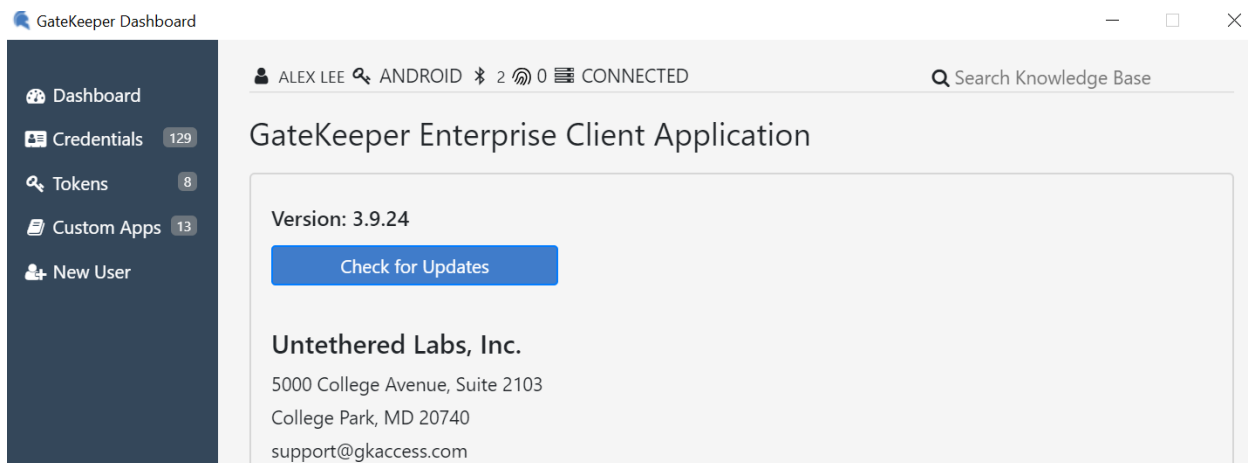 GateKeeper Dashboard
Dashboard
Credentials 129
Tokens 8
Custom Apps 13
New User
ALEX LEE ANDROID 2 0 CONNECTED
Search Knowledge Base
GateKeeper Enterprise Client Application
Version: 3.9.24
Check for Updates
Untethered Labs, Inc.
5000 College Avenue, Suite 2103
College Park, MD 20740
support@gkaccess.com